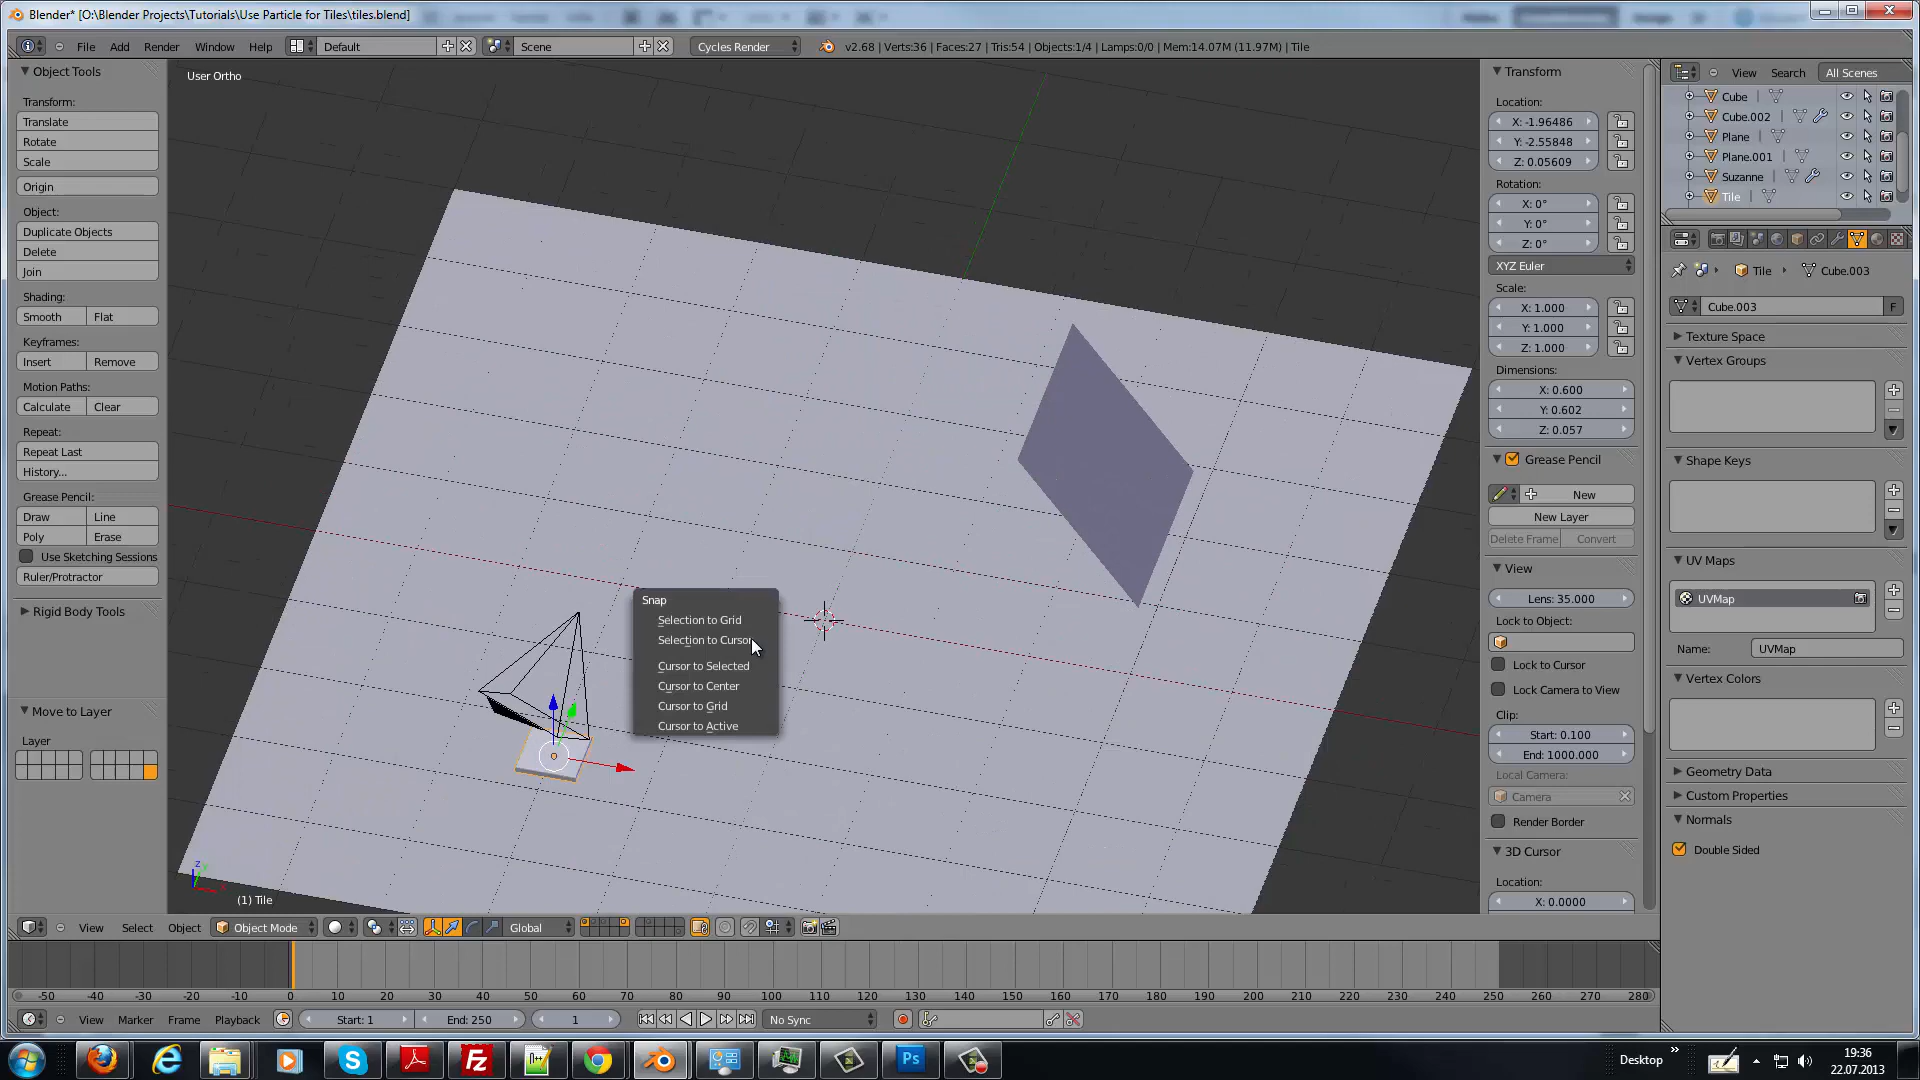 Blender* [O:\Blender Projects\Tutorials\Use Particle for Tiles\tiles.blend]
File Add Render Window Help Default Scene Cycles Render v2.68 | Verts:36 | Faces:27 | Tris:54 | Objects:1/4 | Lamps:0/0 | Mem:14.07M (11.97M) | Tile
Object Tools
Transform:
Translate
Rotate
Scale
Origin
Object:
Duplicate Objects
Delete
Join
Shading:
Smooth Flat
Keyframes:
Insert Remove
Motion Paths:
Calculate Clear
Repeat:
Repeat Last
History...
Grease Pencil:
Draw Line
Poly Erase
Use Sketching Sessions
Ruler/Protractor
Rigid Body Tools
Move to Layer
Layer
User Ortho
Snap
Selection to Grid
Selection to Cursor
Cursor to Selected
Cursor to Center
Cursor to Grid
Cursor to Active
z
y
x
(1) Tile
Transform
Location:
X: -1.96486
Y: -2.55848
Z: 0.05609
Rotation:
X: 0°
Y: 0°
Z: 0°
XYZ Euler
Scale:
X: 1.000
Y: 1.000
Z: 1.000
Dimensions:
X: 0.600
Y: 0.602
Z: 0.057
Grease Pencil
New
New Layer
Delete Frame Convert
View
Lens: 35.000
Lock to Object:
Lock to Cursor
Lock Camera to View
Clip:
Start: 0.100
End: 1000.000
Local Camera:
Camera
Render Border
3D Cursor
Location:
X: 0.0000
View Search All Scenes
Cube
Cube.002
Plane
Plane.001
Suzanne
Tile
Tile Cube.003
Cube.003 F
Texture Space
Vertex Groups
Shape Keys
UV Maps
UVMap
Name: UVMap
Vertex Colors
Geometry Data
Custom Properties
Normals
Double Sided
View Select Object Object Mode Global
-50 -40 -30 -20 -10 0 10 20 30 40 50 60 70 80 90 100 110 120 130 140 150 160 170 180 190 200 210 220 230 240 250 260 270 280
View Marker Frame Playback Start: 1 End: 250 1 No Sync
Desktop
19:36
22.07.2013